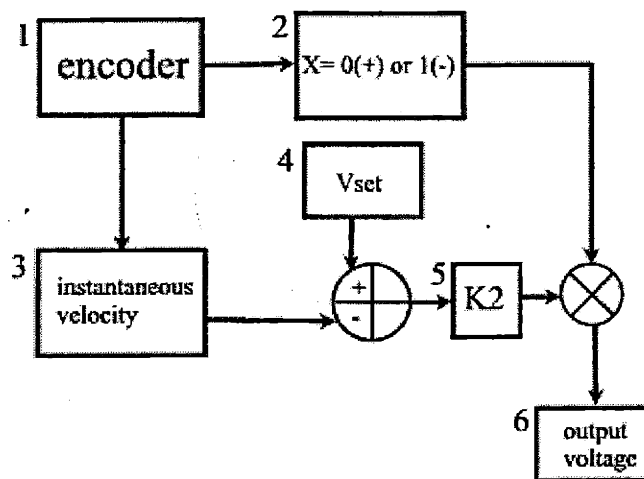 1
encoder
2
X= 0(+) or 1(-)
4
Vset
3
instantaneous
velocity
+
-
5
K2
6
output
voltage